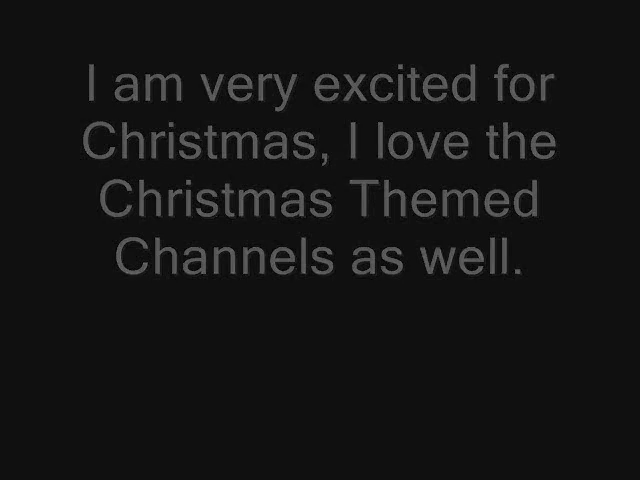 I am very excited for
Christmas, I love the
Christmas Themed
Channels as well.